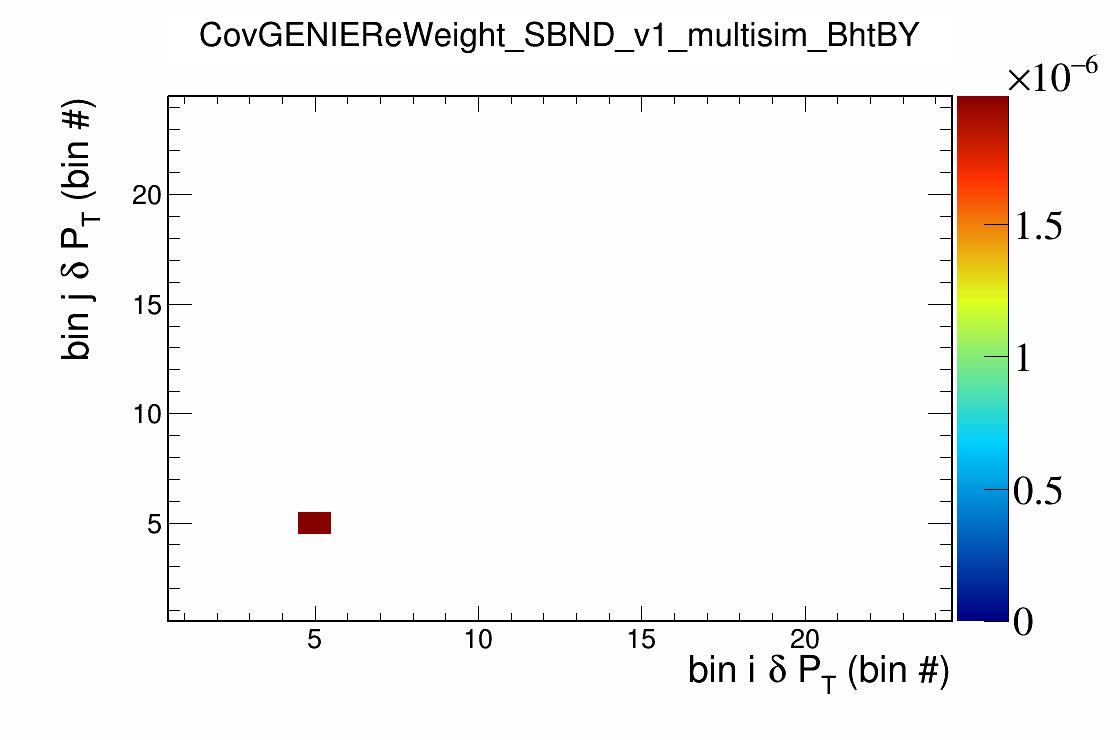 CovGENIEReWeight_SBND_v1_multisim_BhtBY
×10⁻⁶
bin j δ P_T (bin #)
20
15
10
5
1.5
1
0.5
0
5 10 15 20
bin i δ P_T (bin #)